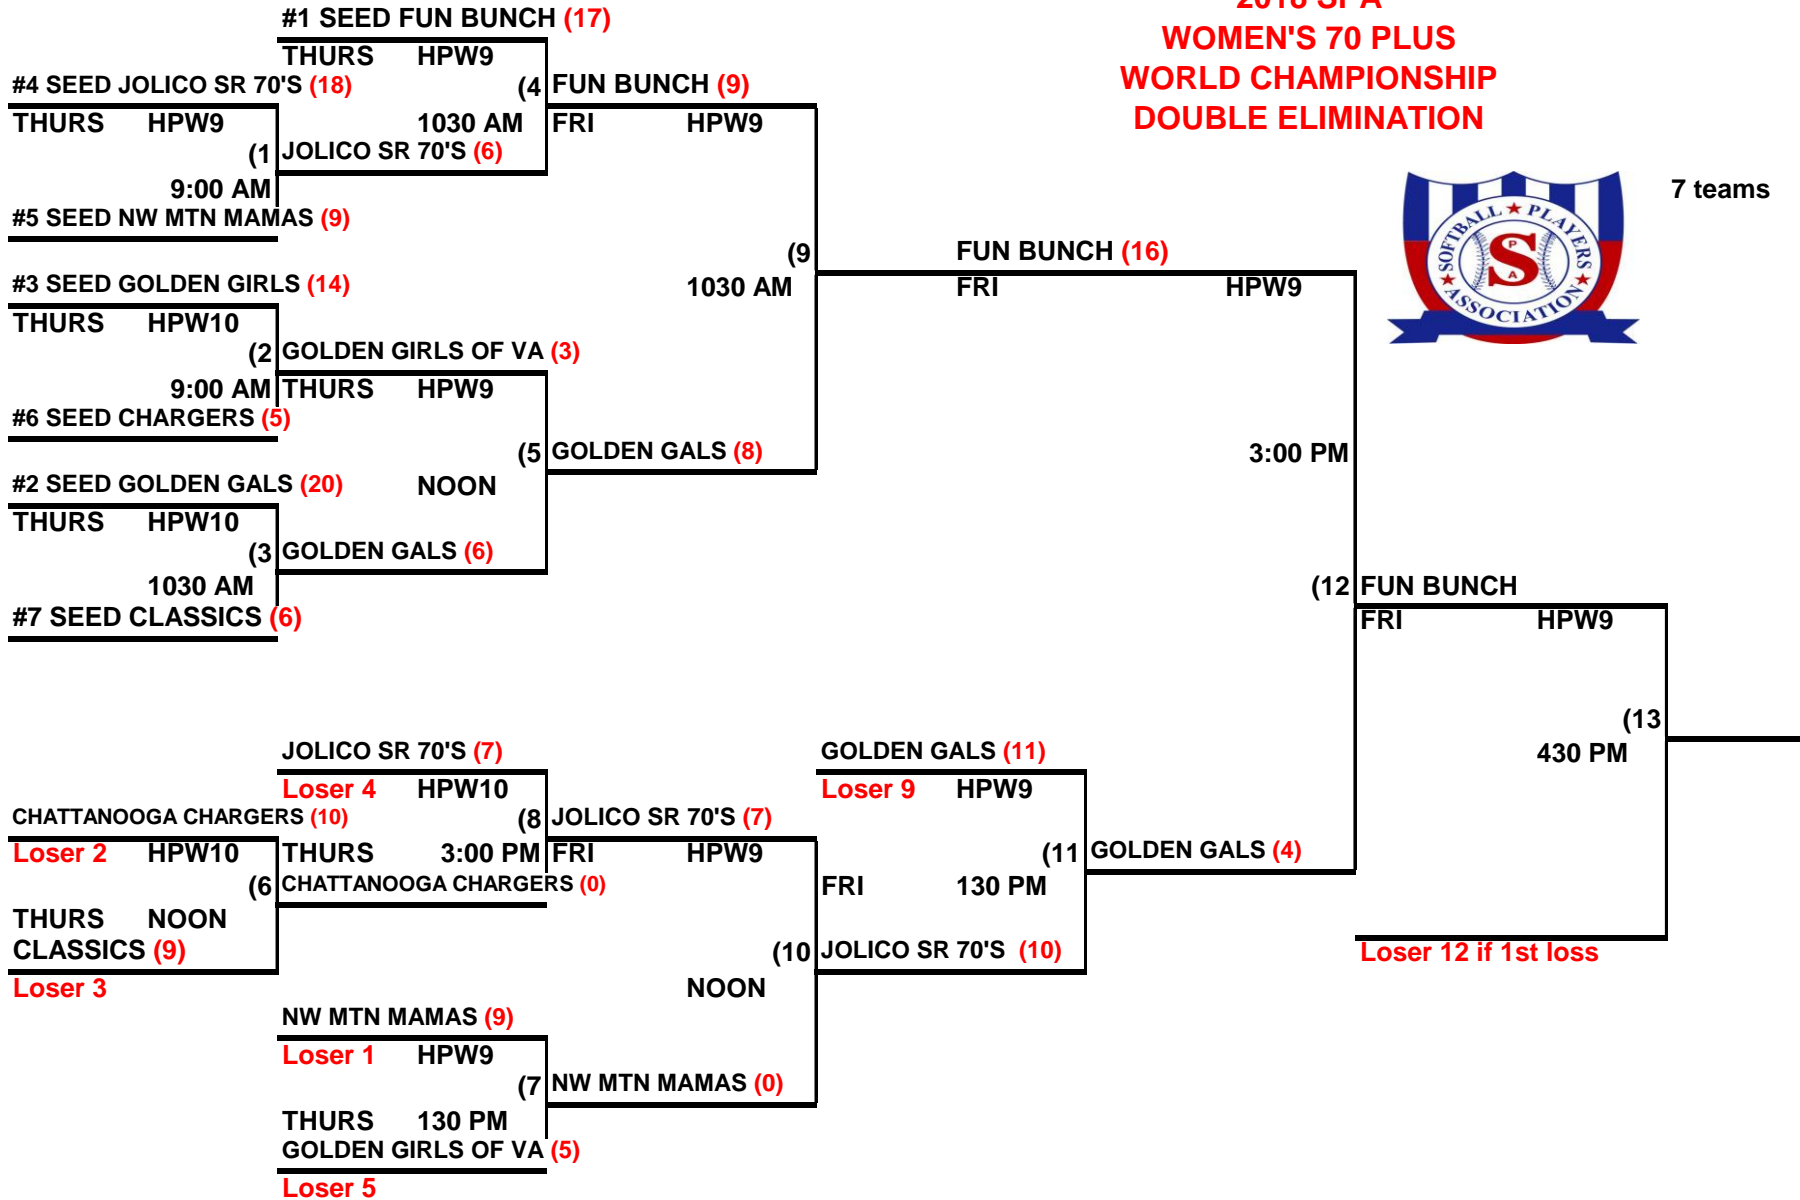 2018 SPA
WOMEN'S 70 PLUS
WORLD CHAMPIONSHIP
DOUBLE ELIMINATION
7 teams
SOFTBALL ★ PLAYERS ★ ASSOCIATION ★
S
P
A
#1 SEED FUN BUNCH (17)
THURS HPW9
#4 SEED JOLICO SR 70'S (18)
(4 FUN BUNCH (9)
THURS HPW9
1030 AM FRI HPW9
(1 JOLICO SR 70'S (6)
9:00 AM
#5 SEED NW MTN MAMAS (9)
(9 FUN BUNCH (16)
#3 SEED GOLDEN GIRLS (14)
1030 AM FRI HPW9
THURS HPW10
(2 GOLDEN GIRLS OF VA (3)
9:00 AM THURS HPW9
#6 SEED CHARGERS (5)
(5 GOLDEN GALS (8)
3:00 PM
#2 SEED GOLDEN GALS (20)
NOON
THURS HPW10
(3 GOLDEN GALS (6)
1030 AM
(12 FUN BUNCH
#7 SEED CLASSICS (6)
FRI HPW9
(13
430 PM
JOLICO SR 70'S (7)
GOLDEN GALS (11)
Loser 4 HPW10
Loser 9 HPW9
CHATTANOOGA CHARGERS (10)
(8 JOLICO SR 70'S (7)
Loser 2 HPW10
THURS 3:00 PM FRI HPW9
(11 GOLDEN GALS (4)
(6 CHATTANOOGA CHARGERS (0)
FRI 130 PM
THURS NOON
CLASSICS (9)
(10 JOLICO SR 70'S (10)
Loser 12 if 1st loss
Loser 3
NOON
NW MTN MAMAS (9)
Loser 1 HPW9
(7 NW MTN MAMAS (0)
THURS 130 PM
GOLDEN GIRLS OF VA (5)
Loser 5